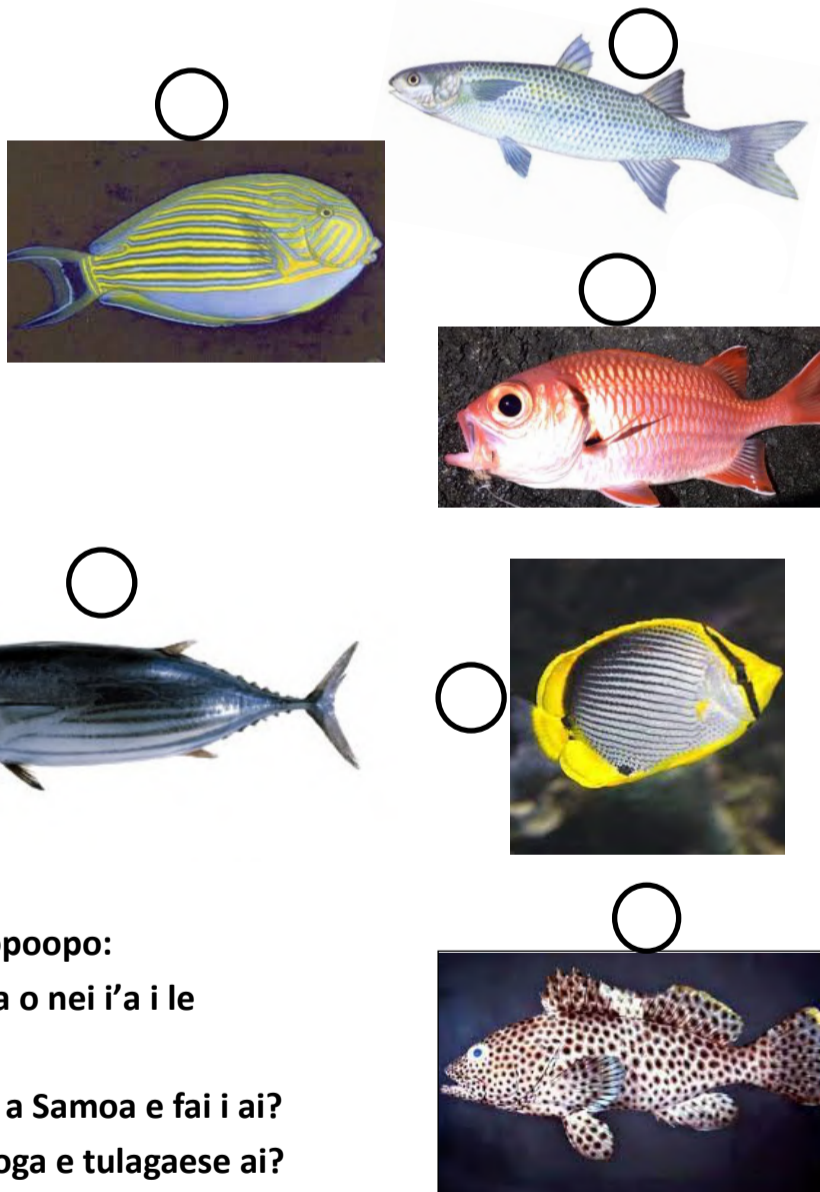 poopo:
a o nei i’a i le
a Samoa e fai i ai?
oga e tulagaese ai?